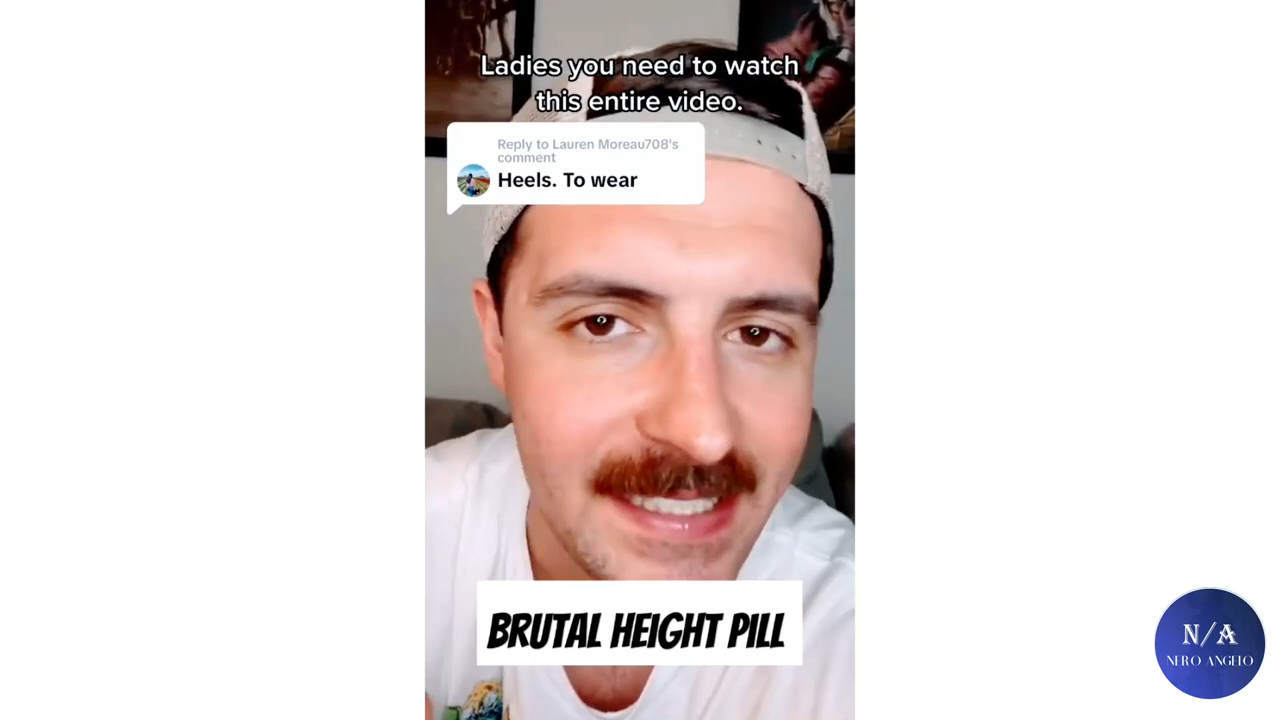 Ladies you need to watch
this entire video.
Reply to Lauren Moreau708's
comment
Heels. To wear
BRUTAL HEIGHT PILL
N/A
NERO ANGELO